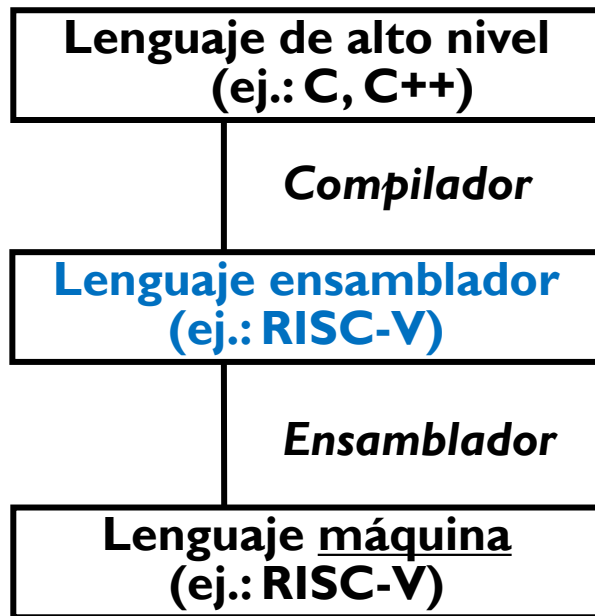 Lenguaje de alto nivel
(ej.: C, C++)
Compilador
Lenguaje ensamblador
(ej.: RISC-V)
Ensamblador
Lenguaje máquina
(ej.: RISC-V)